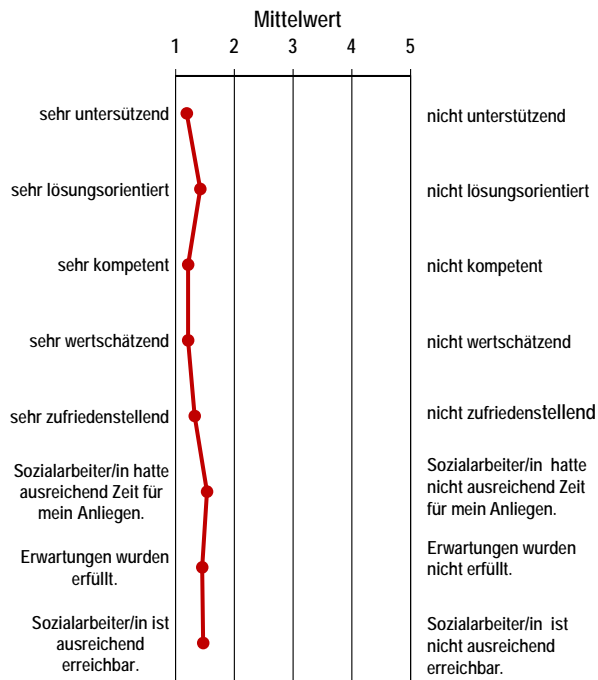 Mittelwert
1 2 3 4 5
sehr untersützend
nicht unterstützend
sehr lösungsorientiert
nicht lösungsorientiert
sehr kompetent
nicht kompetent
sehr wertschätzend
nicht wertschätzend
sehr zufriedenstellend
nicht zufriedenstellend
Sozialarbeiter/in hatte
ausreichend Zeit für
mein Anliegen.
Sozialarbeiter/in hatte
nicht ausreichend Zeit
für mein Anliegen.
Erwartungen wurden
erfüllt.
Erwartungen wurden
nicht erfüllt.
Sozialarbeiter/in ist
ausreichend
erreichbar.
Sozialarbeiter/in ist
nicht ausreichend
erreichbar.